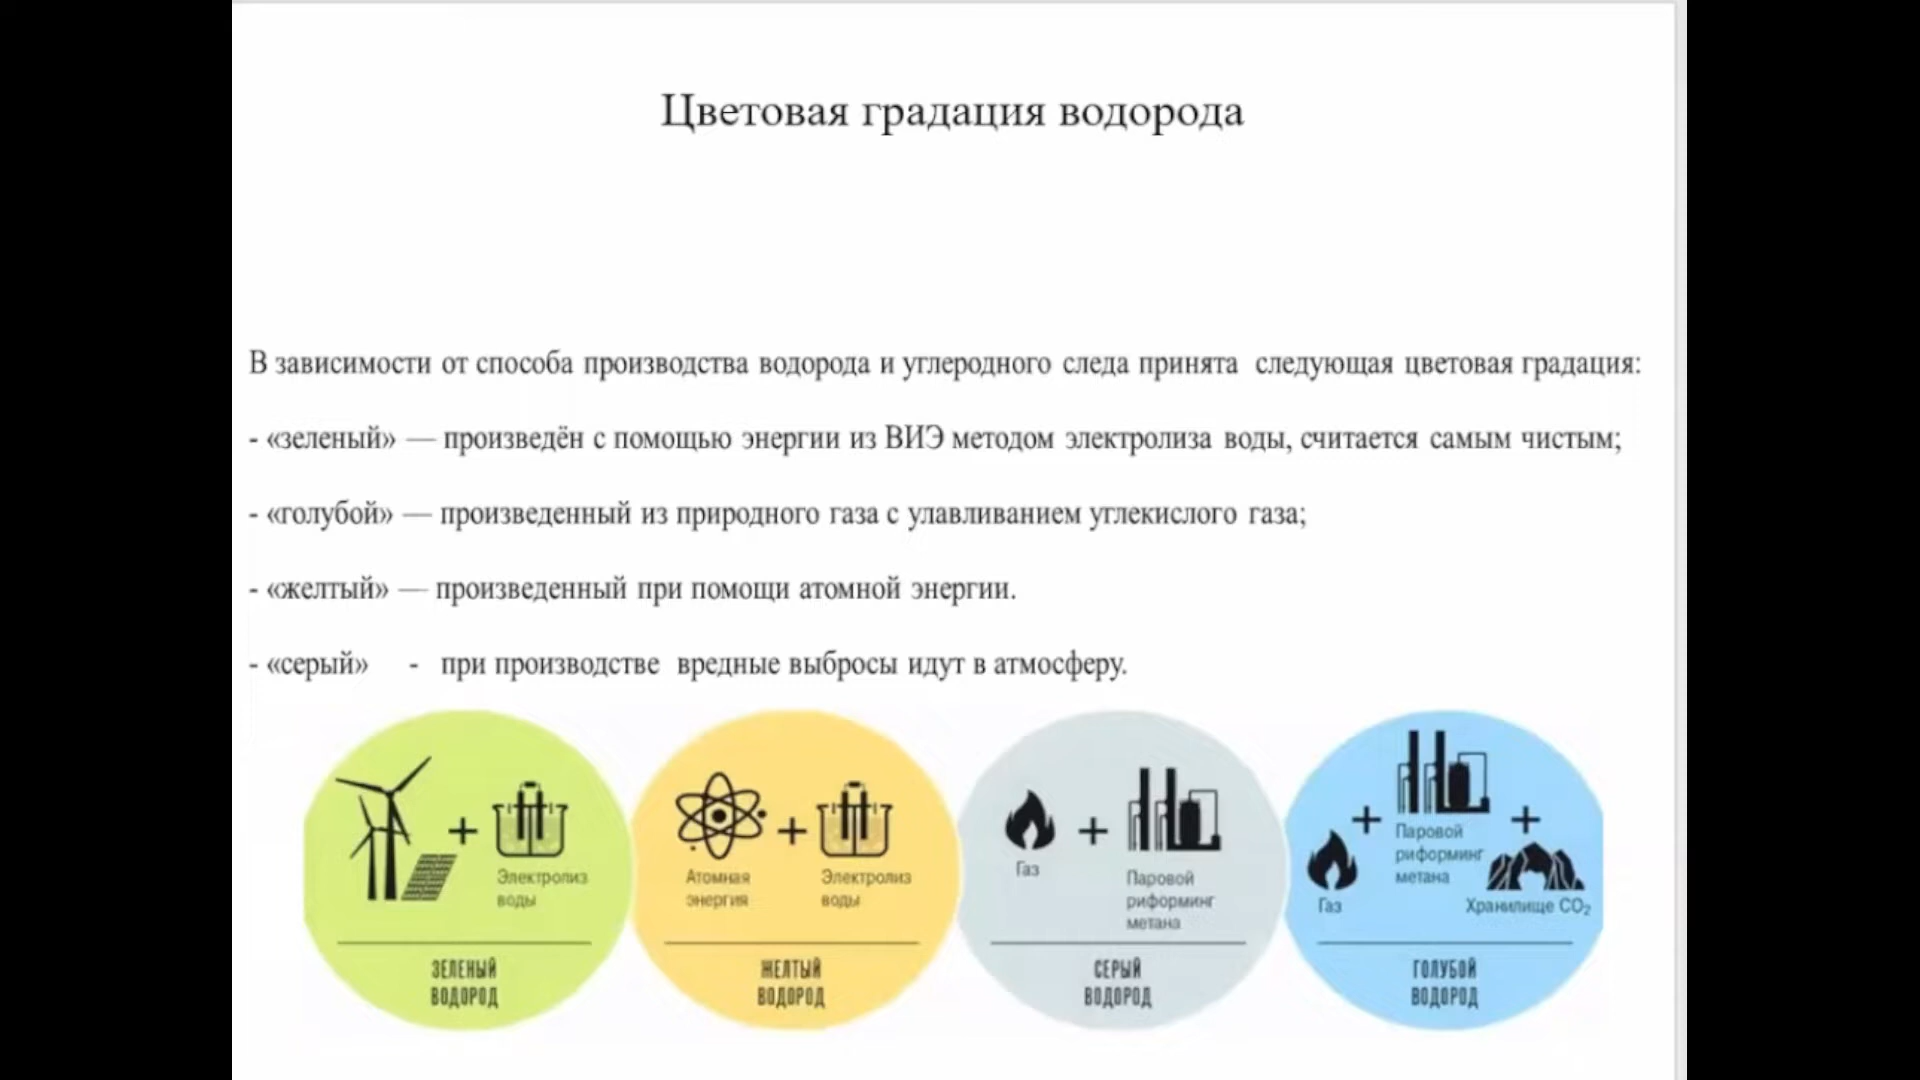 Цветовая градация водорода
В зависимости от способа производства водорода и углеродного следа принята следующая цветовая градация:
- «зеленый» — произведён с помощью энергии из ВИЭ методом электролиза воды, считается самым чистым;
- «голубой» — произведенный из природного газа с улавливанием углекислого газа;
- «желтый» — произведенный при помощи атомной энергии.
- «серый» - при производстве вредные выбросы идут в атмосферу.
Электролиз
воды
ЗЕЛЕНЫЙ
ВОДОРОД
Атомная
энергия
Электролиз
воды
ЖЕЛТЫЙ
ВОДОРОД
Газ
Паровой
риформинг
метана
СЕРЫЙ
ВОДОРОД
Газ
Паровой
риформинг
метана
Хранилище CO₂
ГОЛУБОЙ
ВОДОРОД